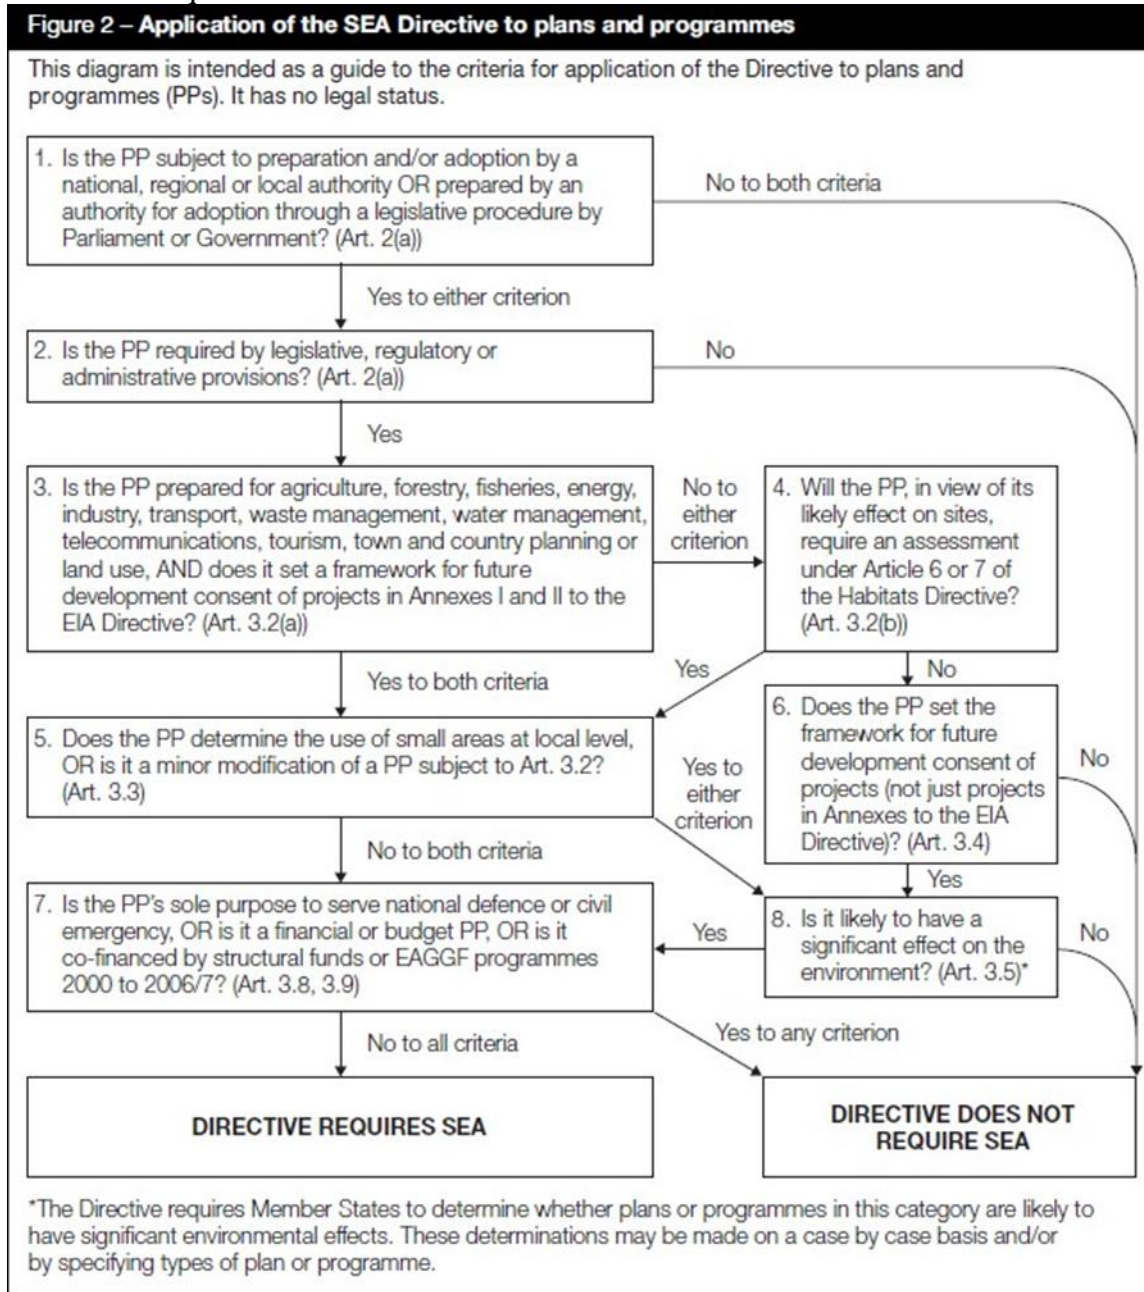 Figure 2 – Application of the SEA Directive to plans and programmes
This diagram is intended as a guide to the criteria for application of the Directive to plans and
programmes (PPs). It has no legal status.
1. Is the PP subject to preparation and/or adoption by a
national, regional or local authority OR prepared by an
authority for adoption through a legislative procedure by
Parliament or Government? (Art. 2(a))
No to both criteria
Yes to either criterion
2. Is the PP required by legislative, regulatory or
administrative provisions? (Art. 2(a))
No
Yes
3. Is the PP prepared for agriculture, forestry, fisheries, energy,
industry, transport, waste management, water management,
telecommunications, tourism, town and country planning or
land use, AND does it set a framework for future
development consent of projects in Annexes I and II to the
EIA Directive? (Art. 3.2(a))
No to
either
criterion
4. Will the PP, in view of its
likely effect on sites,
require an assessment
under Article 6 or 7 of
the Habitats Directive?
(Art. 3.2(b))
Yes to both criteria
Yes
No
5. Does the PP determine the use of small areas at local level,
OR is it a minor modification of a PP subject to Art. 3.2?
(Art. 3.3)
Yes to
either
criterion
6. Does the PP set the
framework for future
development consent of
projects (not just projects
in Annexes to the EIA
Directive)? (Art. 3.4)
No
No to both criteria
Yes
7. Is the PP's sole purpose to serve national defence or civil
emergency, OR is it a financial or budget PP, OR is it
co-financed by structural funds or EAGGF programmes
2000 to 2006/7? (Art. 3.8, 3.9)
Yes
8. Is it likely to have a
significant effect on the
environment? (Art. 3.5)*
No
No to all criteria
Yes to any criterion
DIRECTIVE REQUIRES SEA
DIRECTIVE DOES NOT
REQUIRE SEA
*The Directive requires Member States to determine whether plans or programmes in this category are likely to
have significant environmental effects. These determinations may be made on a case by case basis and/or
by specifying types of plan or programme.